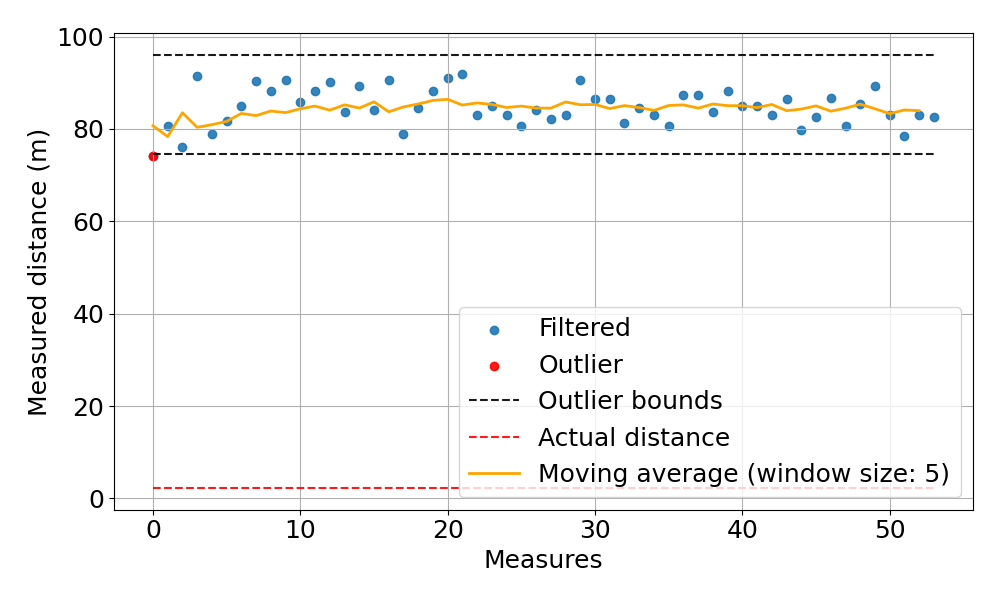 100
80
60
40
20
0
Measured distance (m)
Filtered
Outlier
Outlier bounds
Actual distance
Moving average (window size: 5)
0 10 20 30 40 50
Measures